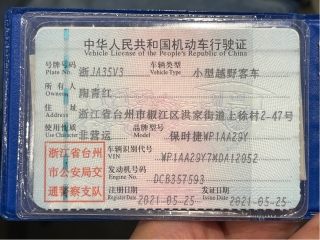 中华人民共和国机动车行驶证
Vehicle License of the People's Republic of China
号牌号码 浙JA35V3 车辆类型 小型越野客车
Plate No. Vehicle Type
所有人 陶青红
Owner
住址 浙江省台州市椒江区洪家街道上栋村2-47号
Address
使用性质 非营运 品牌型号 保时捷WP1AA29Y
Use Character Model
浙江省台州市公安局交通警察支队
车辆识别代号 WP1AA29Y7MDA12052
VIN
发动机号码 DCB357593
Engine No.
注册日期 2021-05-25 发证日期 2021-05-25
Register Date Issue Date